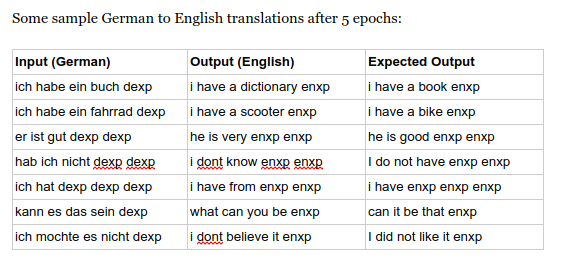 Some sample German to English translations after 5 epochs:
Input (German) Output (English) Expected Output
ich habe ein buch dexp i have a dictionary enxp i have a book enxp
ich habe ein fahrrad dexp i have a scooter enxp i have a bike enxp
er ist gut dexp dexp he is very enxp enxp he is good enxp enxp
hab ich nicht dexp dexp i dont know enxp enxp I do not have enxp enxp
ich hat dexp dexp dexp i have from enxp enxp i have enxp enxp enxp
kann es das sein dexp what can you be enxp can it be that enxp
ich mochte es nicht dexp i dont believe it enxp I did not like it enxp